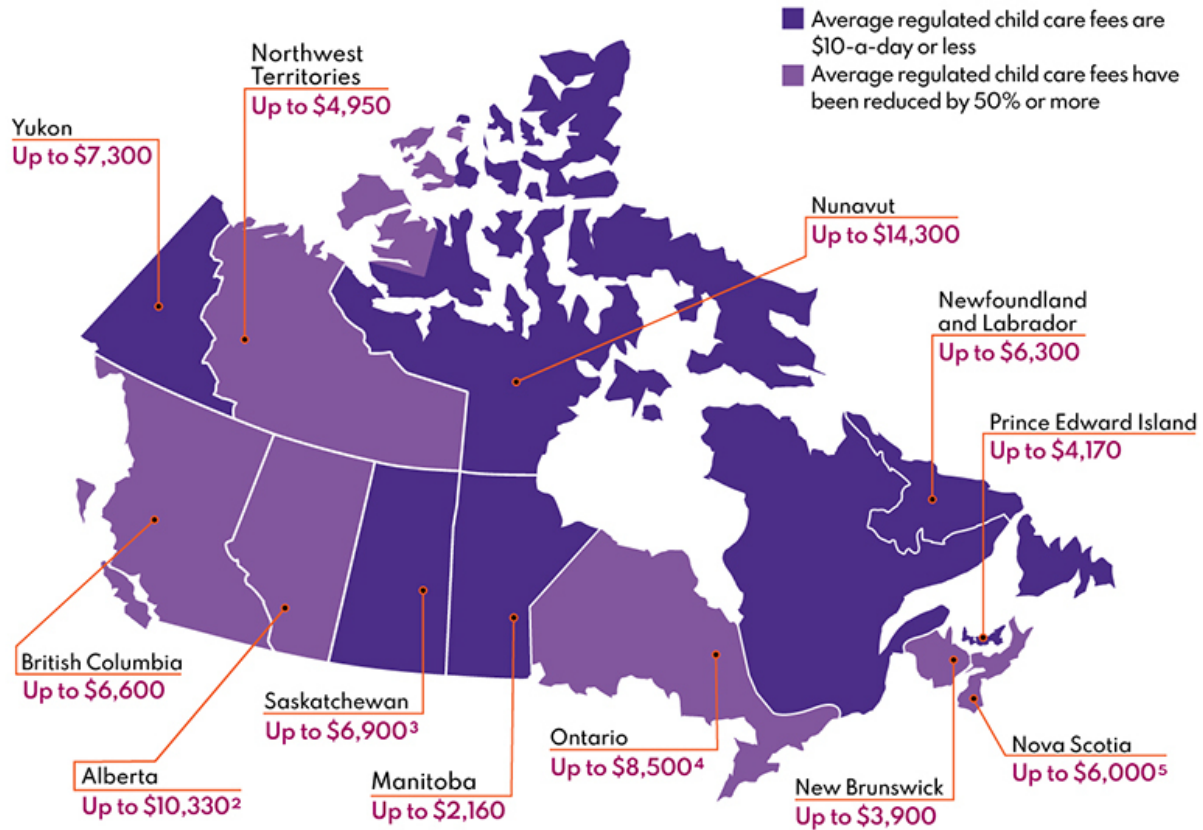 Average regulated child care fees are
$10-a-day or less
Average regulated child care fees have
been reduced by 50% or more
Northwest
Territories
Up to $4,950
Yukon
Up to $7,300
Nunavut
Up to $14,300
Newfoundland
and Labrador
Up to $6,300
Prince Edward Island
Up to $4,170
British Columbia
Up to $6,600
Alberta
Up to $10,330²
Saskatchewan
Up to $6,900³
Manitoba
Up to $2,160
Ontario
Up to $8,500⁴
New Brunswick
Up to $3,900
Nova Scotia
Up to $6,000⁵